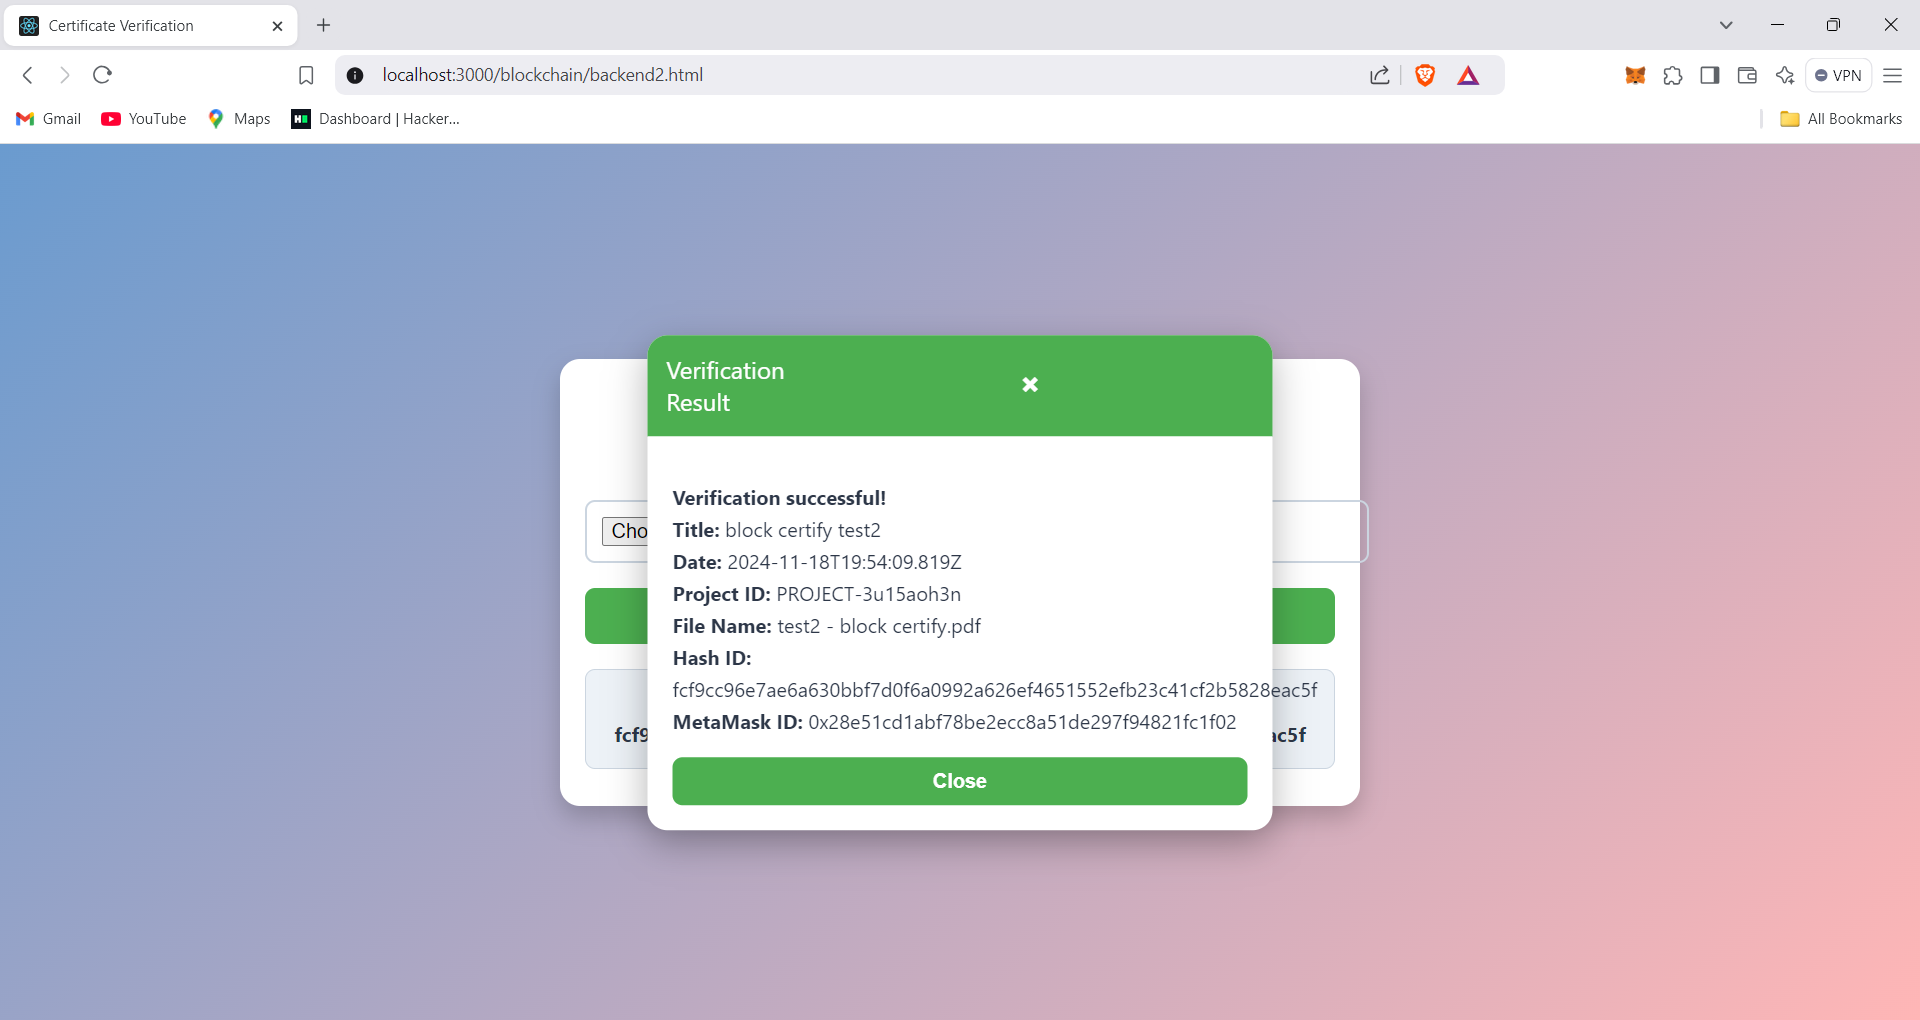 Certificate Verification
localhost:3000/blockchain/backend2.html
VPN
Gmail
YouTube
Maps
Dashboard | Hacker...
All Bookmarks
Verification
Result
Verification successful!
Cho
Title: block certify test2
Date: 2024-11-18T19:54:09.819Z
Project ID: PROJECT-3u15aoh3n
File Name: test2 - block certify.pdf
Hash ID:
fcf9cc96e7ae6a630bbf7d0f6a0992a626ef4651552efb23c41cf2b5828eac5f
MetaMask ID: 0x28e51cd1abf78be2ecc8a51de297f94821fc1f02
fcf9
ac5f
Close